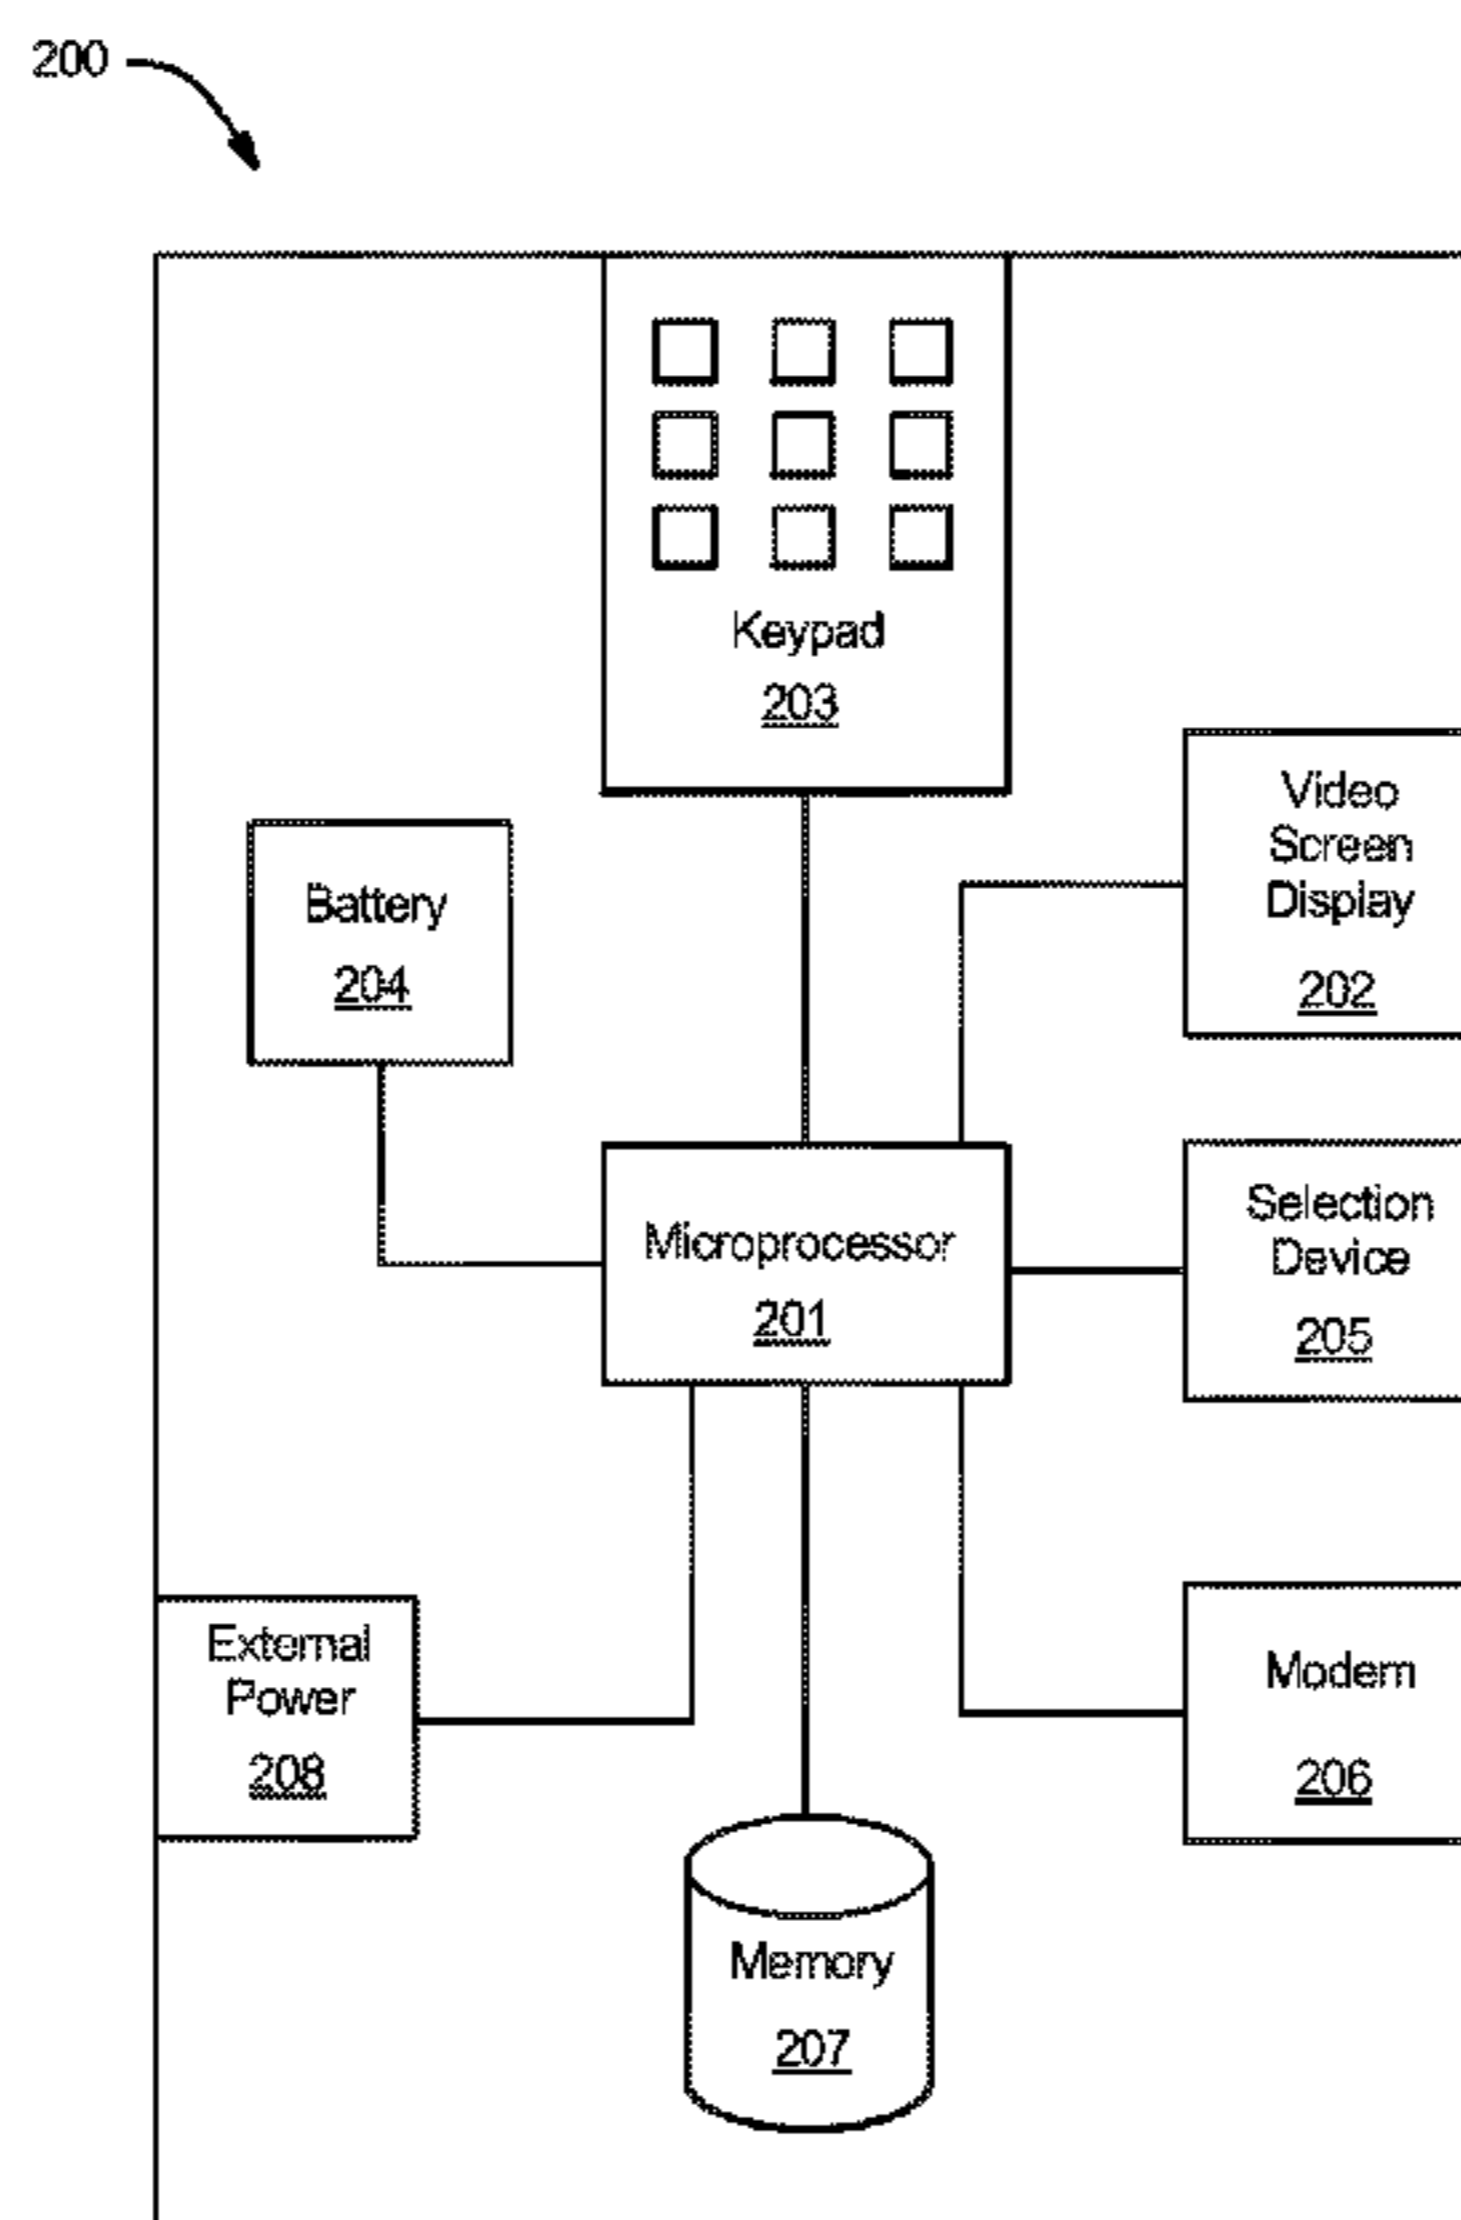 200
Keypad
203
Video
Screen
Display
202
Battery
204
Selection
Device
205
Microprocessor
201
External
Power
208
Modem
206
Memory
207